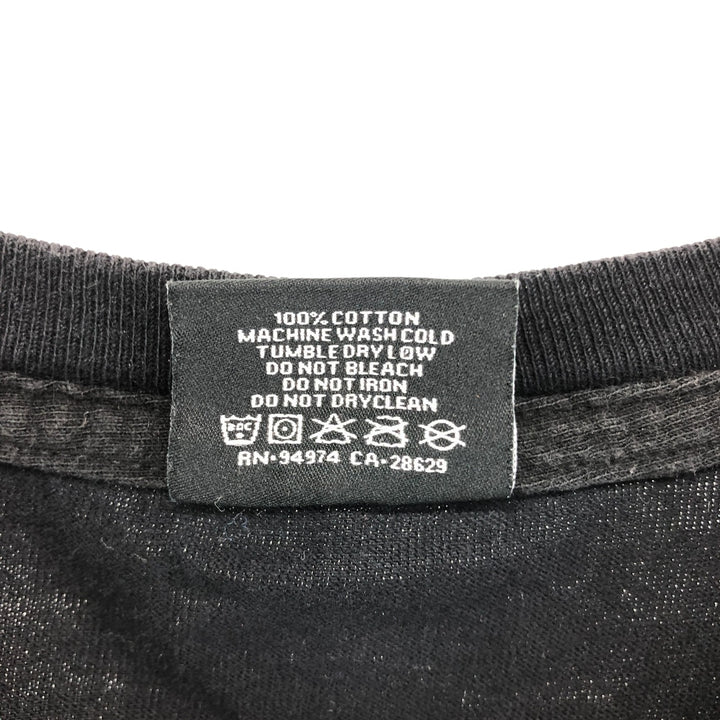 100% COTTON
MACHINE WASH COLD
TUMBLE DRY LOW
DO NOT BLEACH
DO NOT IRON
DO NOT DRYCLEAN
RN·94974 CA·28629